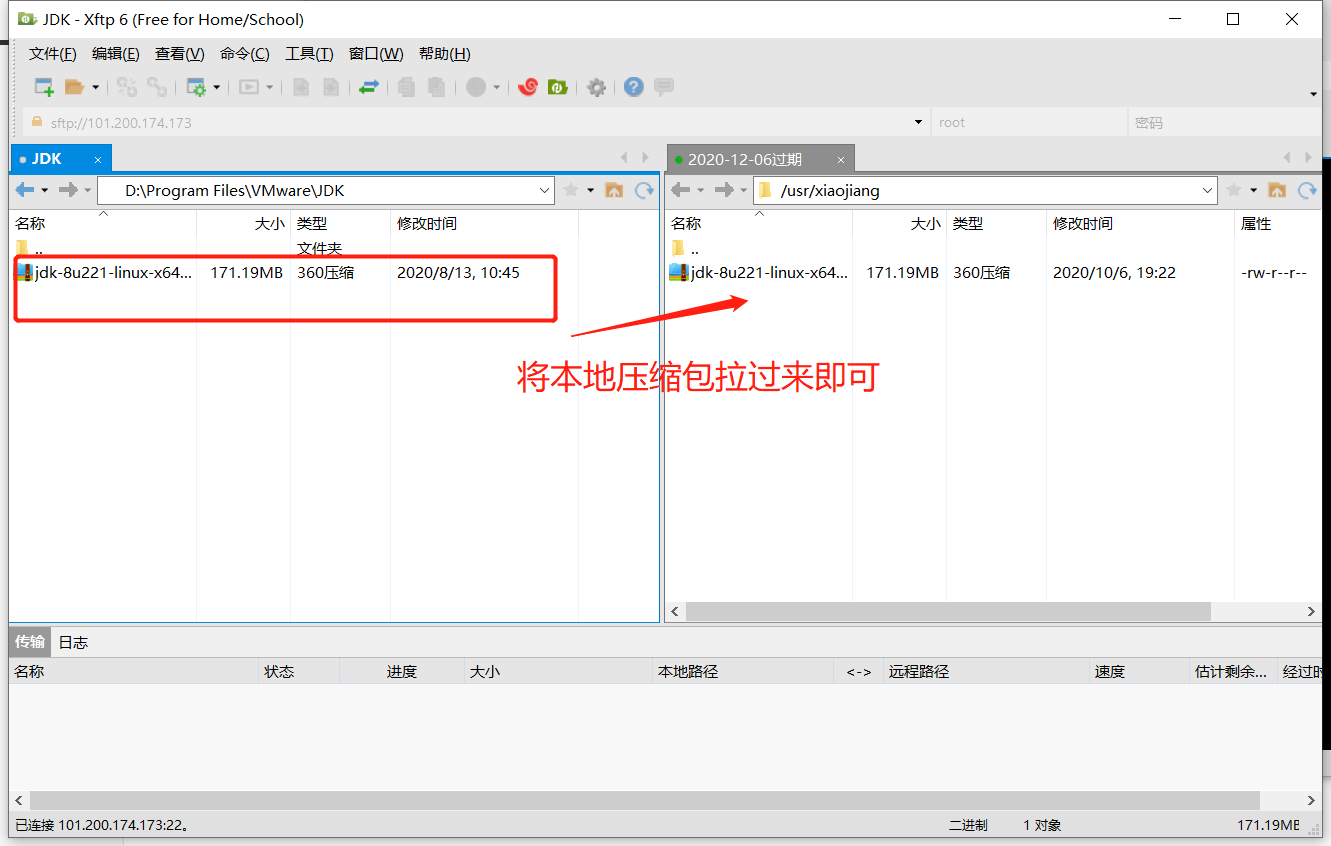 JDK - Xftp 6 (Free for Home/School)
文件(F) 编辑(E) 查看(V) 命令(C) 工具(T) 窗口(W) 帮助(H)
sftp://101.200.174.173 root 密码
JDK × 2020-12-06过期 ×
D:\Program Files\VMware\JDK /usr/xiaojiang
名称 大小 类型 修改时间 名称 大小 类型 修改时间 属性
.. 文件夹 ..
jdk-8u221-linux-x64... 171.19MB 360压缩 2020/8/13, 10:45 jdk-8u221-linux-x64... 171.19MB 360压缩 2020/10/6, 19:22 -rw-r--r--
将本地压缩包拉过来即可
传输 日志
名称 状态 进度 大小 本地路径 <-> 远程路径 速度 估计剩余... 经过时
已连接 101.200.174.173:22。 二进制 1 对象 171.19MB